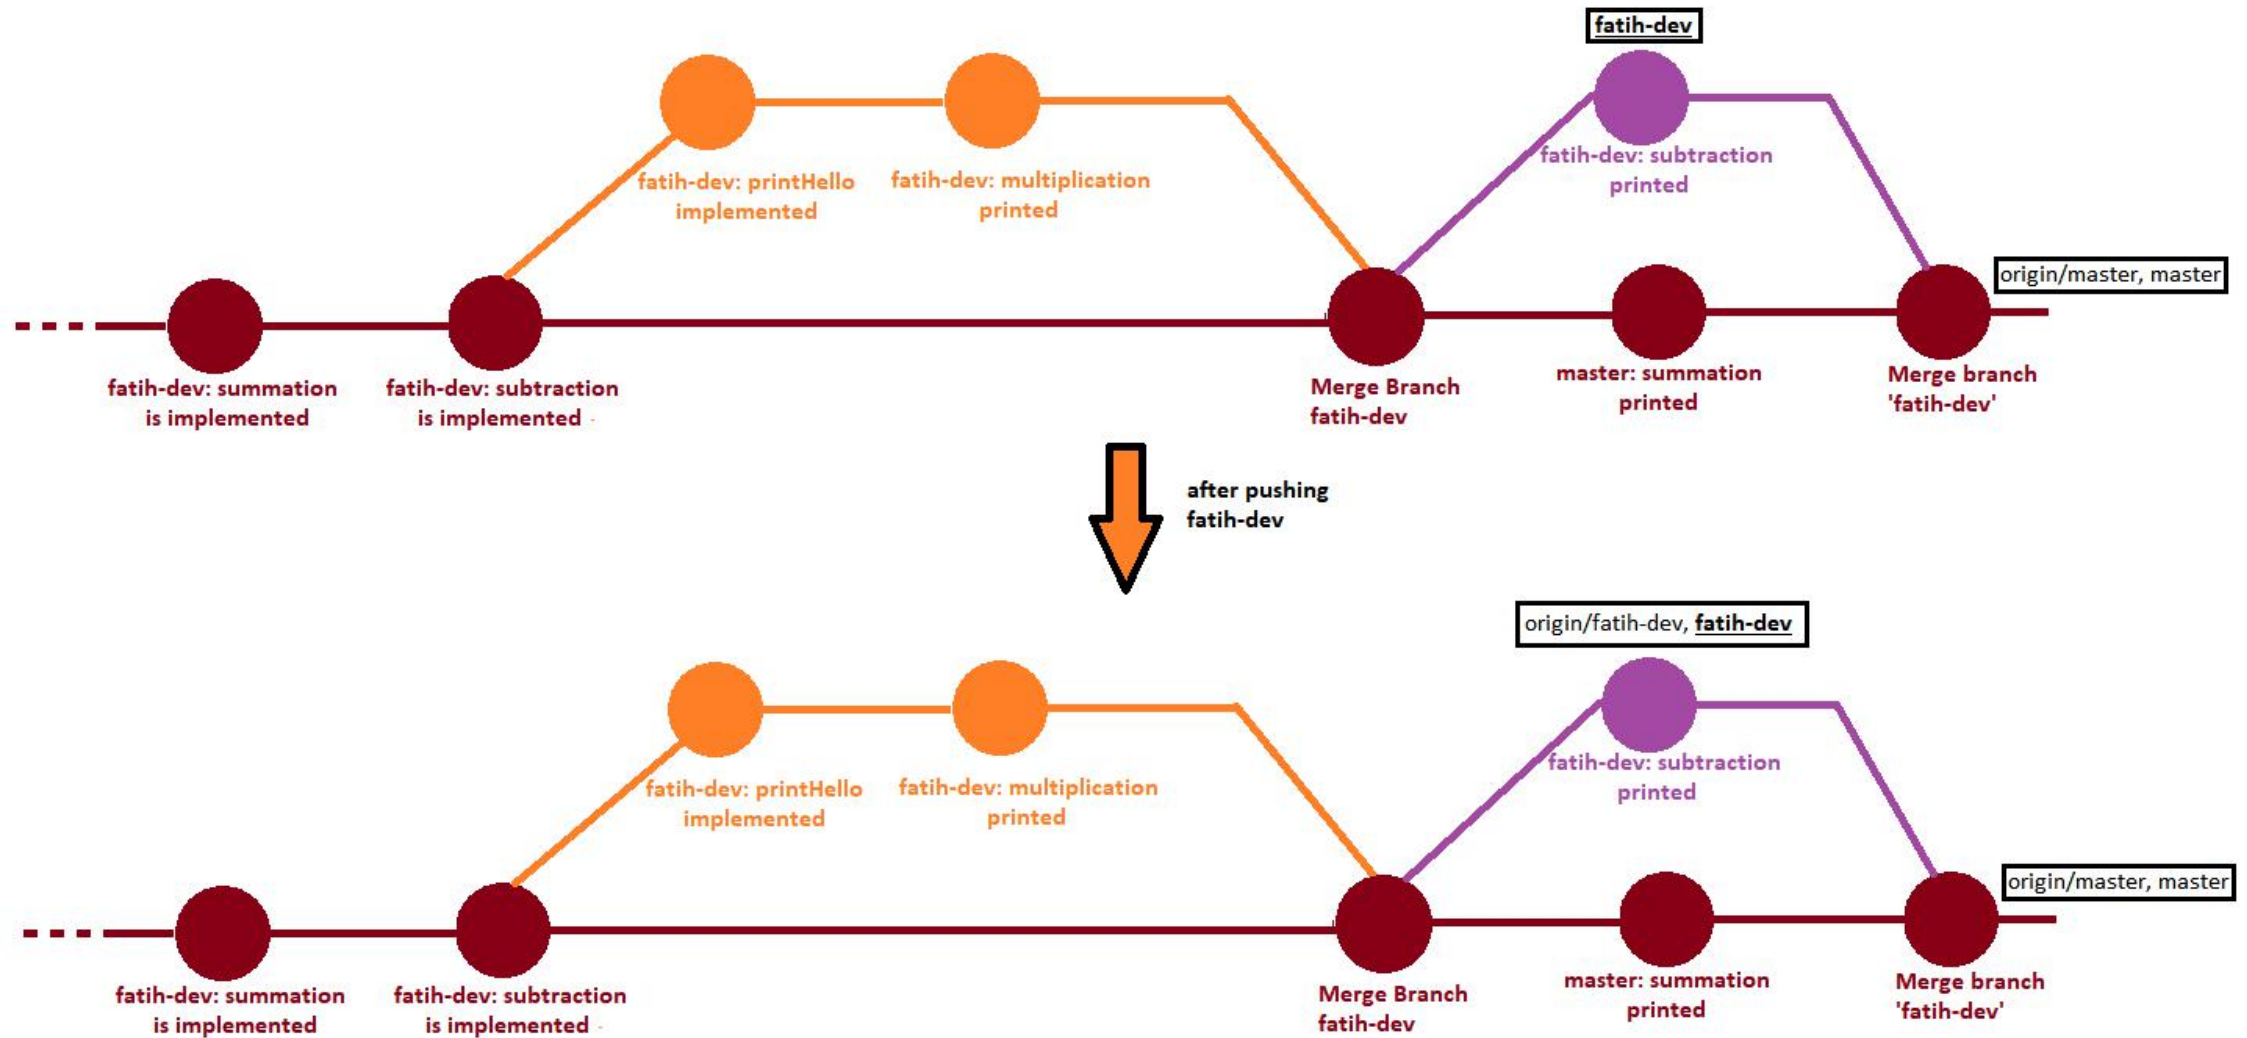 fatih-dev
fatih-dev: printHello
implemented
fatih-dev: multiplication
printed
fatih-dev: subtraction
printed
origin/master, master
fatih-dev: summation
is implemented
fatih-dev: subtraction
is implemented
Merge Branch
fatih-dev
master: summation
printed
Merge branch
'fatih-dev'
after pushing
fatih-dev
origin/fatih-dev, fatih-dev
fatih-dev: printHello
implemented
fatih-dev: multiplication
printed
fatih-dev: subtraction
printed
origin/master, master
fatih-dev: summation
is implemented
fatih-dev: subtraction
is implemented
Merge Branch
fatih-dev
master: summation
printed
Merge branch
'fatih-dev'